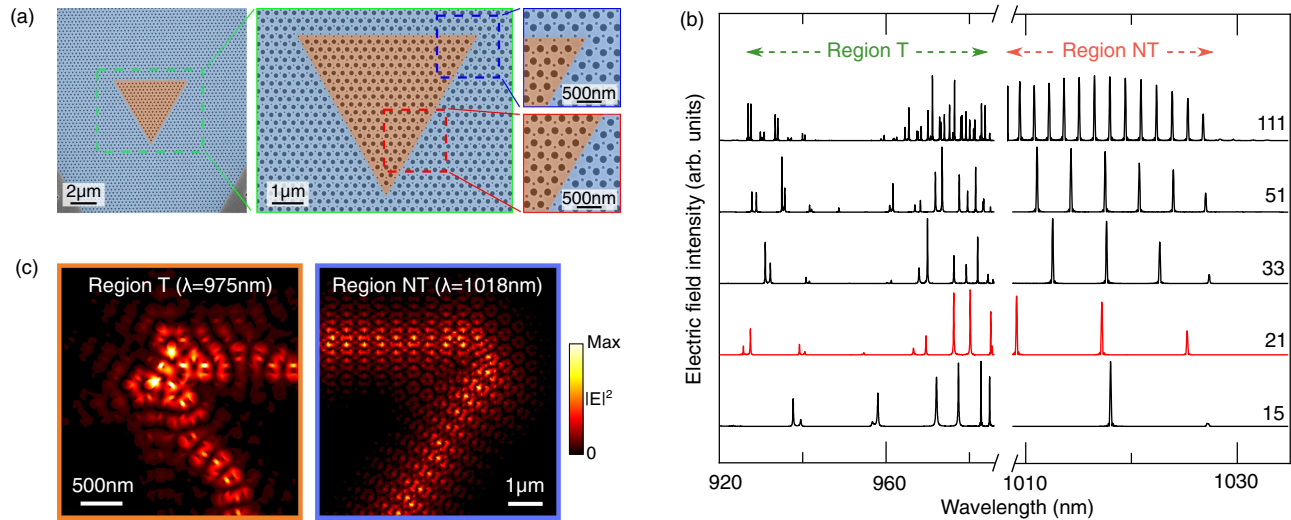 (a)
2μm
1μm
500nm
500nm
(b)
Region T
Region NT
111
51
33
21
15
Electric field intensity (arb. units)
920
960
1010
1035
Wavelength (nm)
(c)
Region T (λ=975nm)
500nm
Region NT (λ=1018nm)
1μm
Max
|E|²
0